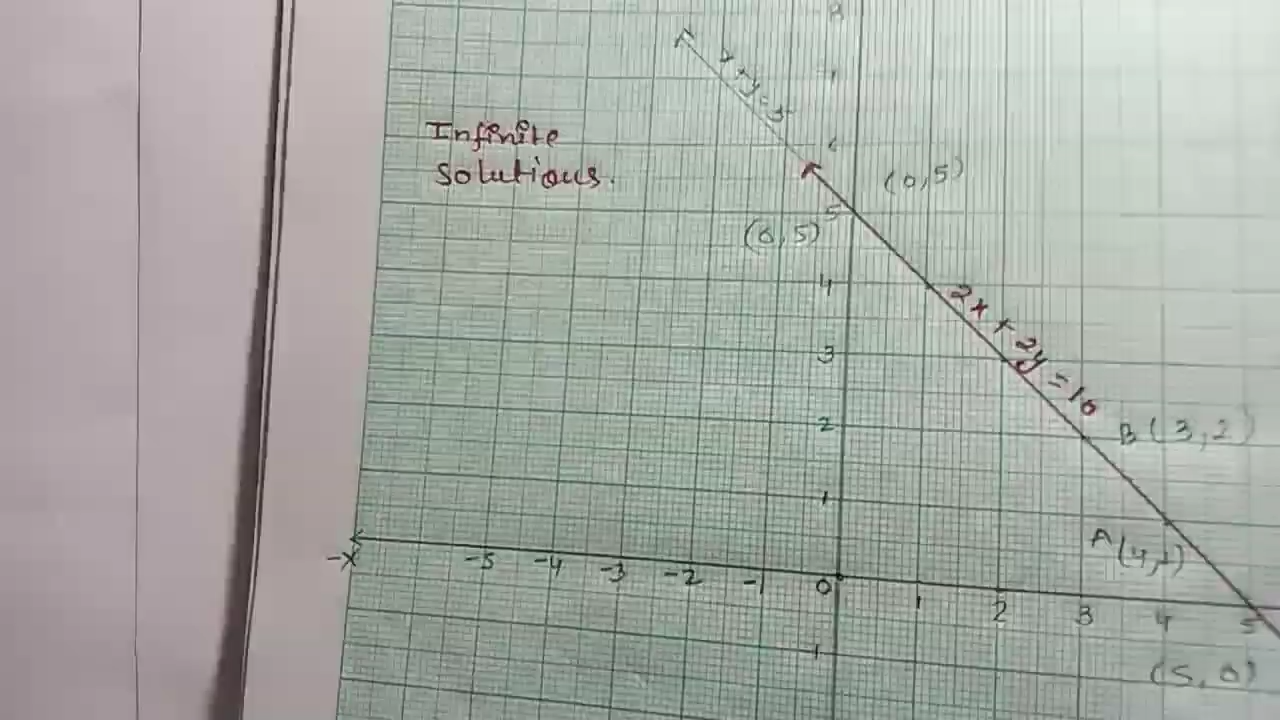 8
7
x + y = 5
Infinite
6
solutions.
(0,5)
5
(0,5)
4
2x + 2y = 10
3
2
B(3,2)
1
A(4,1)
-X
-5 -4 -3 -2 -1 0 1 2 3 4 5
-1
(5,0)